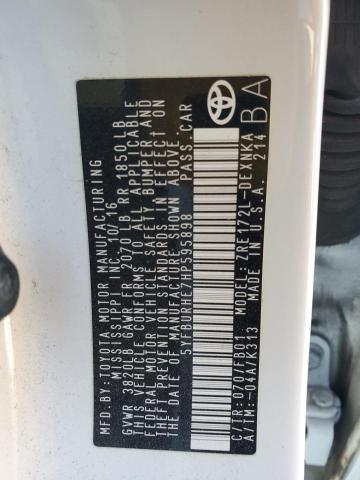 MFD.BY:TOYOTA MOTOR MANUFACTURING
MISSISSIPPI, INC. 10/16
GVWR 3820LB GAWR FR 2070LB RR 1850LB
THIS VEHICLE CONFORMS TO ALL APPLICABLE
FEDERAL MOTOR VEHICLE SAFETY, BUMPER AND
THEFT PREVENTION STANDARDS IN EFFECT ON
THE DATE OF MANUFACTURE SHOWN ABOVE.
5YFBURHE7HP595898 PASS.CAR
C/TR:070/FB01 ZRE172L-DEXNKA
A/TM:-04A/K313 MADE IN U.S.A. 214
BA